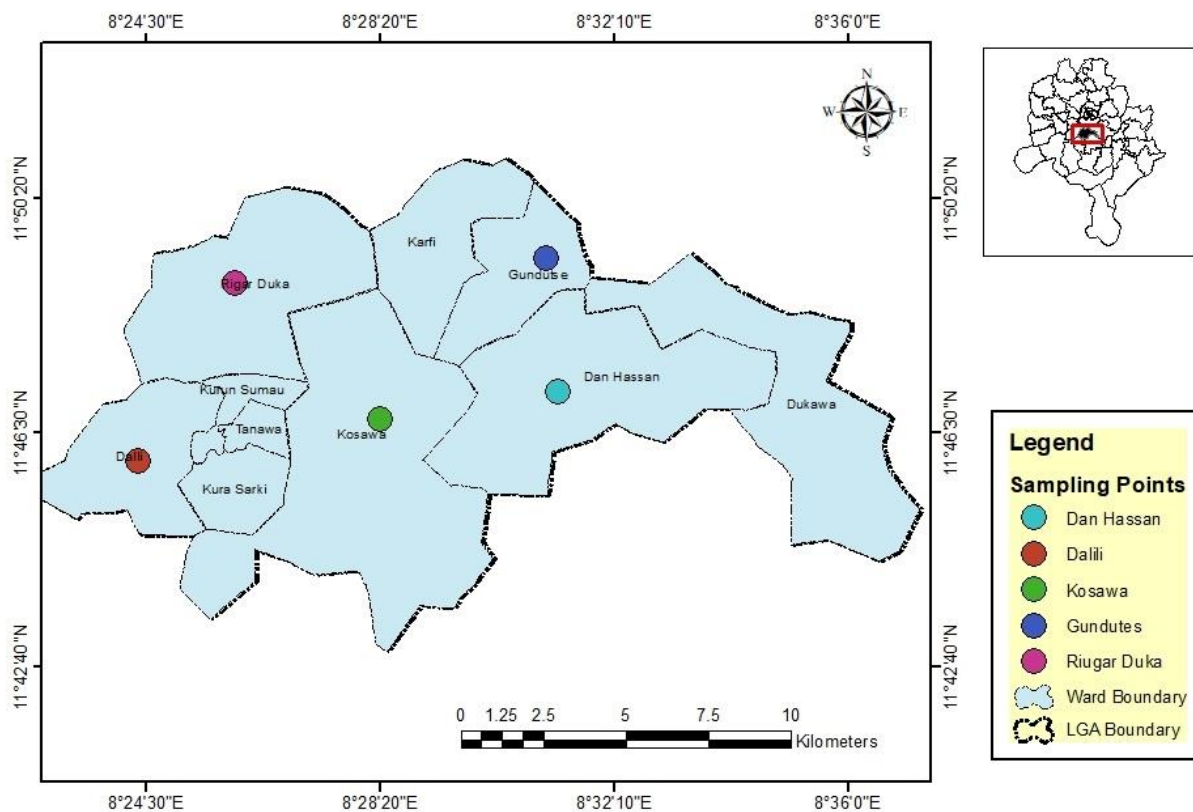 8°24'30"E 8°28'20"E 8°32'10"E 8°36'0"E
N
W E
S
11°50'20"N 11°50'20"N
Karfi
Gundutse
Rigar Duka
Dan Hassan
Kurun Sumau
Dukawa
Tanawa
Kosawa
11°46'30"N 11°46'30"N
Dalli
Kura Sarki
11°42'40"N 11°42'40"N
0 1.25 2.5 5 7.5 10
Kilometers
8°24'30"E 8°28'20"E 8°32'10"E 8°36'0"E
Legend
Sampling Points
Dan Hassan
Dalili
Kosawa
Gundutes
Riugar Duka
Ward Boundary
LGA Boundary